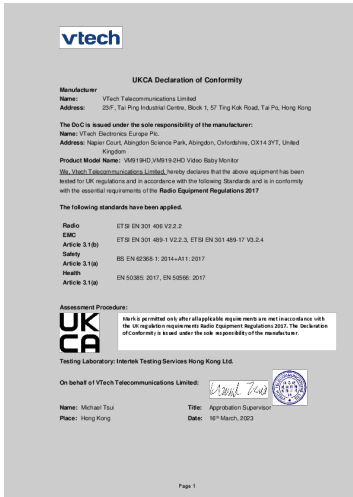 vtech
UKCA Declaration of Conformity
Manufacturer
Name: VTech Telecommunications Limited
Address: 23/F, Tai Ping Industrial Centre, Block 1, 57 Ting Kok Road, Tai Po, Hong Kong
The DoC is issued under the sole responsibility of the manufacturer:
Name: VTech Electronics Europe Plc.
Address: Napier Court, Abingdon Science Park, Abingdon, Oxfordshire, OX14 3YT, United
Kingdom
Product Model Name: VM919HD,VM919-2HD Video Baby Monitor
We, Vtech Telecommunications Limited, hereby declares that the above equipment has been
tested for UK regulations and in accordance with the following Standards and is in conformity
with the essential requirements of the Radio Equipment Regulations 2017
The following standards have been applied.
Radio ETSI EN 301 406 V2.2.2
EMC
Article 3.1(b) ETSI EN 301 489-1 V2.2.3, ETSI EN 301 489-17 V3.2.4
Safety
Article 3.1(a) BS EN 62368-1: 2014+A11: 2017
Health
Article 3.1(a) EN 50385: 2017, EN 50566: 2017
Assessment Procedure:
UK
CA
Mark is permitted only after all applicable requirements are met in accordance with
the UK regulation requirements Radio Equipment Regulations 2017. The Declaration
of Conformity is issued under the sole responsibility of the manufacturer.
Testing Laboratory: Intertek Testing Services Hong Kong Ltd.
On behalf of VTech Telecommunications Limited:
Name: Michael Tsui Title: Approbation Supervisor
Place: Hong Kong Date: 16th March, 2023
Page 1